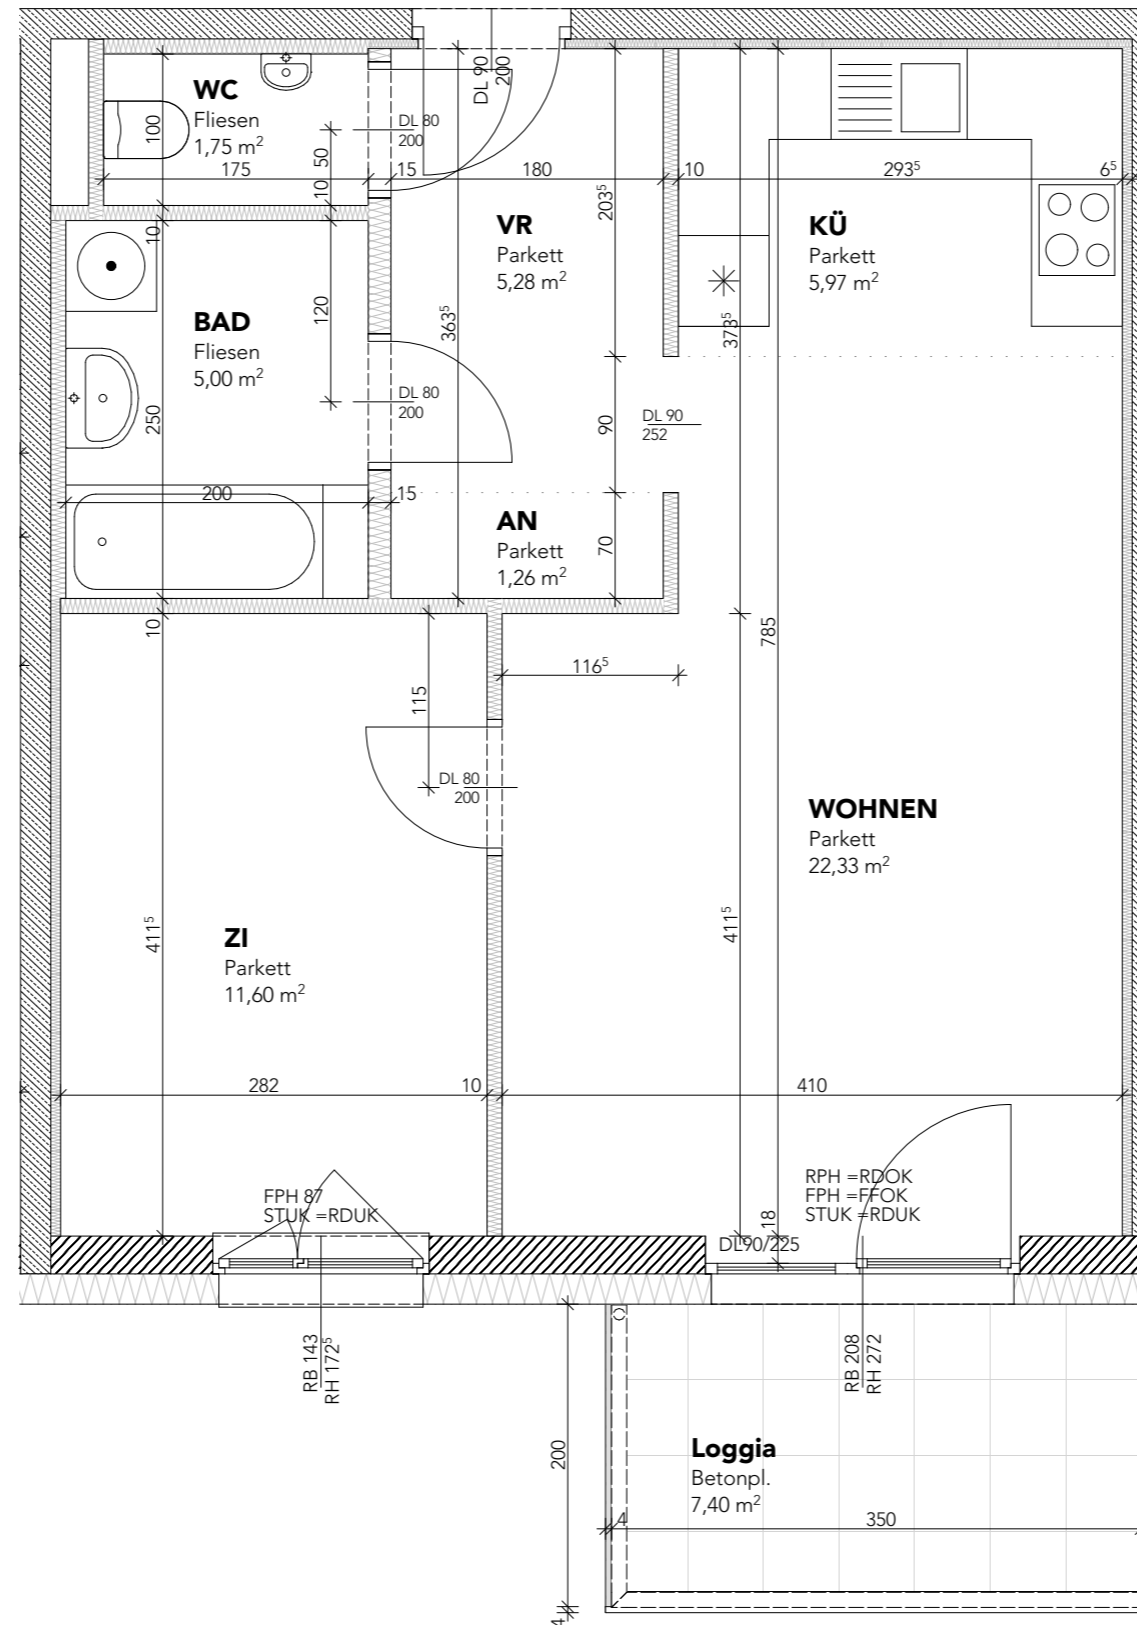 DL 90
200
WC
Fliesen
1,75 m²
100
175
50
10
DL 80
200
15
180
10
293⁵
6⁵
203⁵
VR
Parkett
5,28 m²
KÜ
Parkett
5,97 m²
10
120
363⁵
373⁵
BAD
Fliesen
5,00 m²
250
DL 80
200
90
DL 90
252
200
15
AN
Parkett
1,26 m²
70
10
785
116⁵
115
DL 80
200
WOHNEN
Parkett
22,33 m²
411⁵
411⁵
ZI
Parkett
11,60 m²
282
10
410
FPH 87
STUK =RDUK
RPH =RDOK
FPH =FFOK
STUK =RDUK
18
DL90/225
RB 143
RH 172⁵
RB 208
RH 272
200
Loggia
Betonpl.
7,40 m²
4
350
4